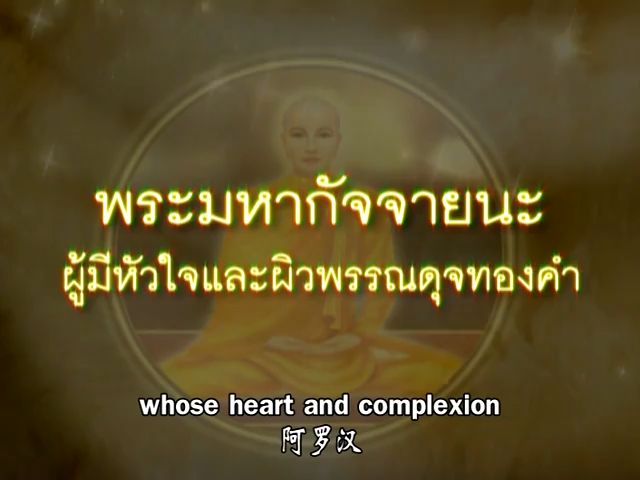 พระมหากัจจายนะ
ผู้มีหัวใจและผิวพรรณดุจทองคำ
whose heart and complexion
阿罗汉